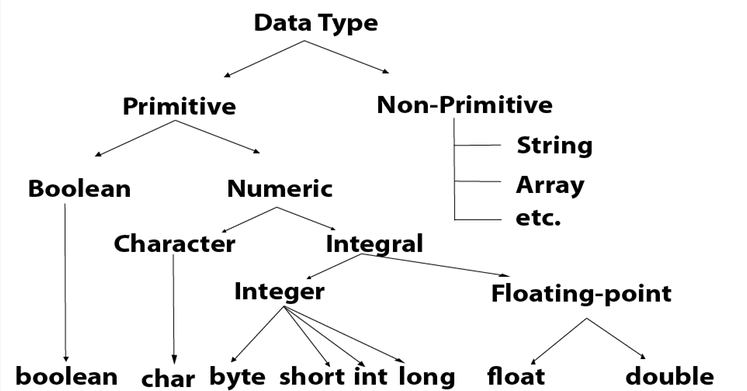 Data Type
Primitive
Non-Primitive
String
Array
etc.
Boolean
Numeric
Character
Integral
Integer
Floating-point
boolean
char
byte
short
int
long
float
double